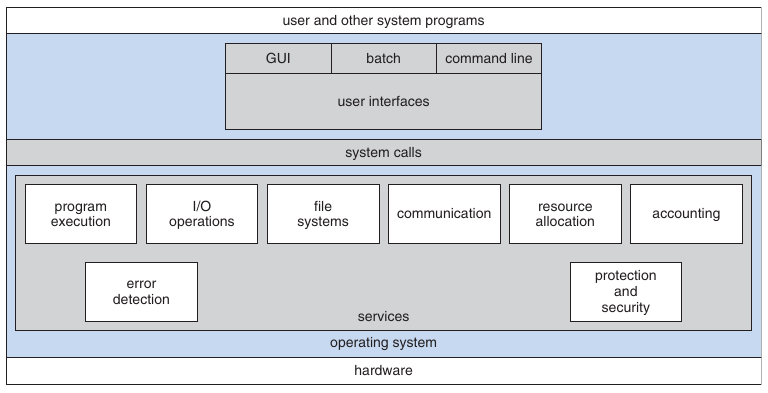 user and other system programs
GUI
batch
command line
user interfaces
system calls
program
execution
I/O
operations
file
systems
communication
resource
allocation
accounting
error
detection
protection
and
security
services
operating system
hardware